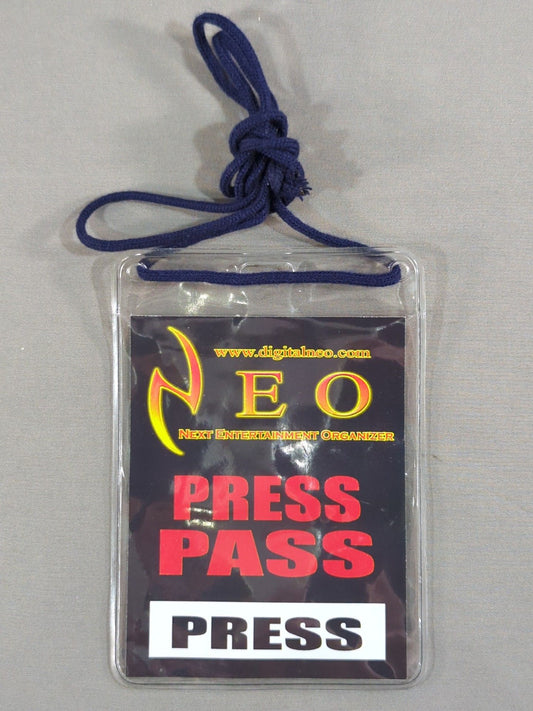 www.digitalneo.com
NEO
NEXT ENTERTAINMENT ORGANIZER
PRESS
PASS
PRESS